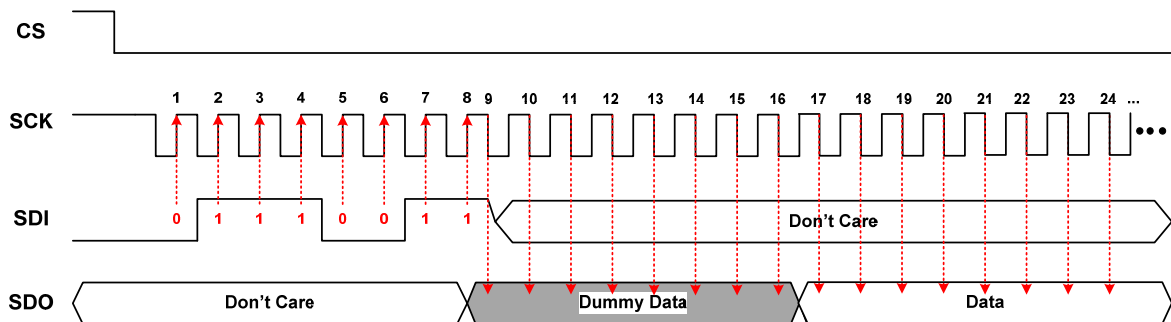 CS
1 2 3 4 5 6 7 8 9 10 11 12 13 14 15 16 17 18 19 20 21 22 23 24 ...
SCK
SDI 0 1 1 1 0 0 1 1 Don't Care
SDO Don't Care Dummy Data Data